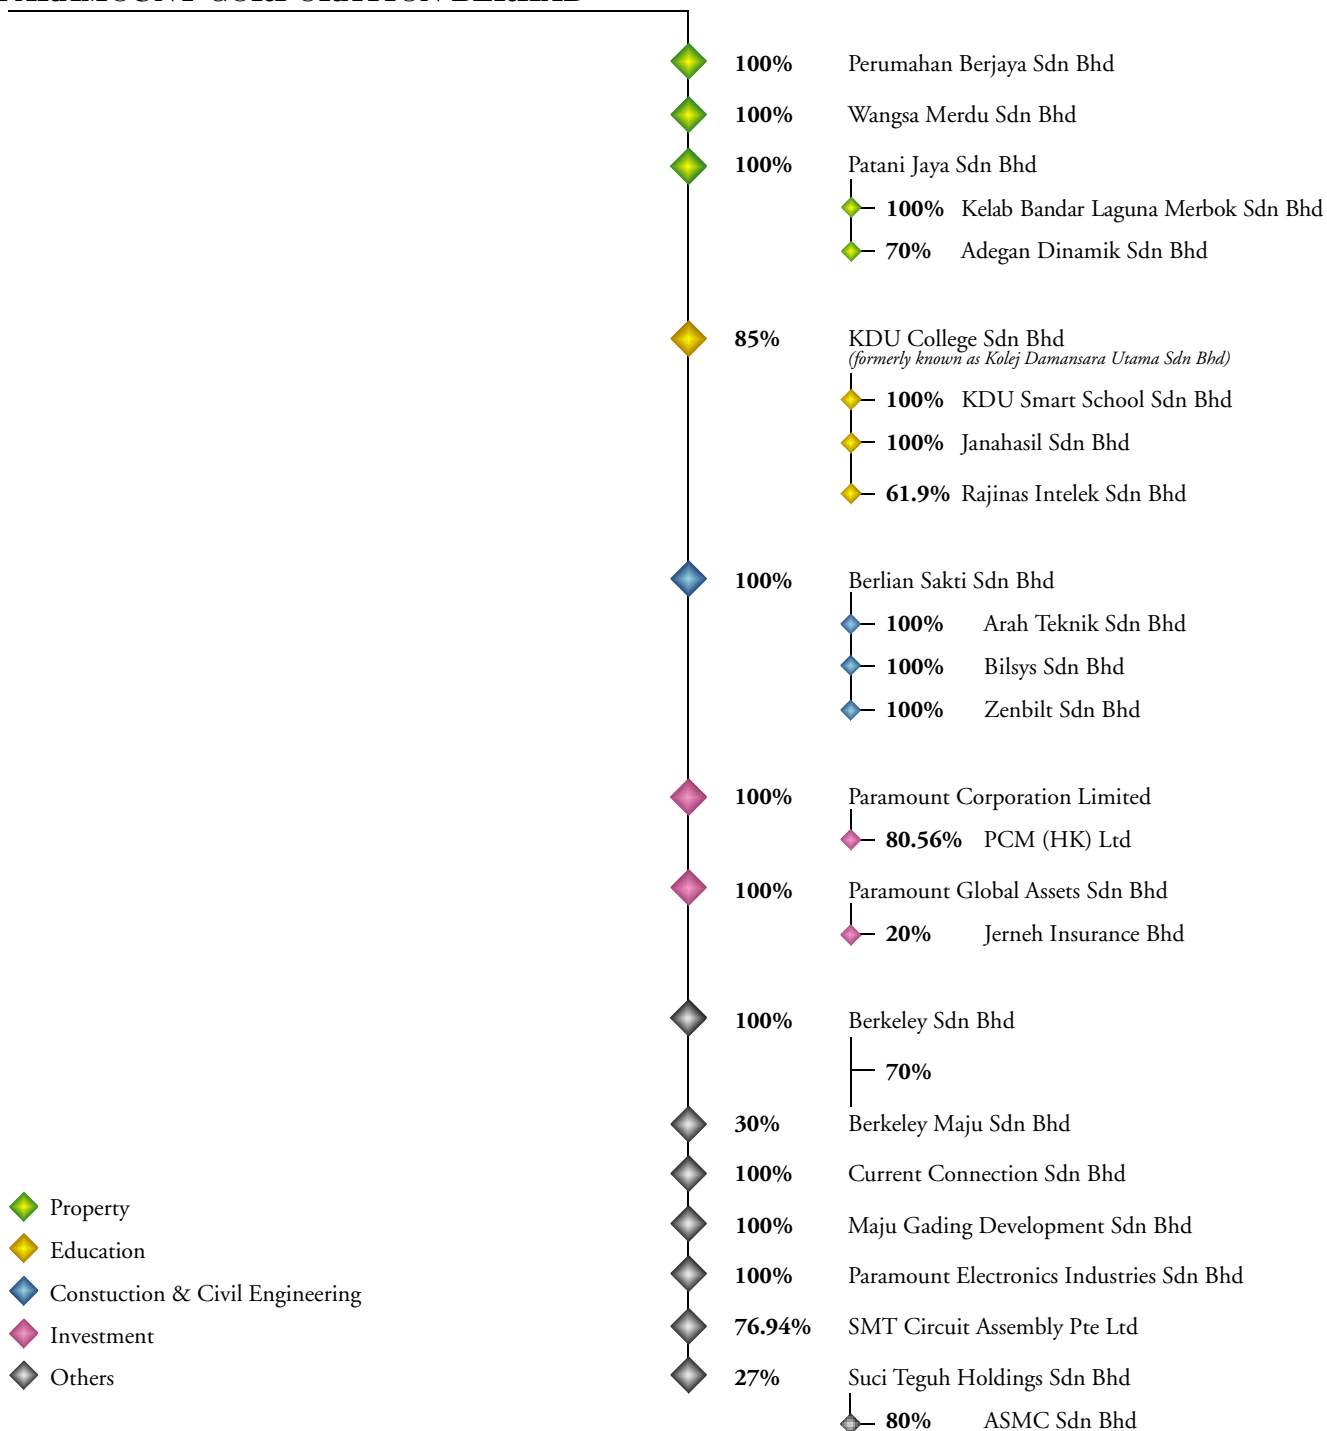 PARAMOUNT CORPORATION BERHAD
100% Perumahan Berjaya Sdn Bhd
100% Wangsa Merdu Sdn Bhd
100% Patani Jaya Sdn Bhd
100% Kelab Bandar Laguna Merbok Sdn Bhd
70% Adegan Dinamik Sdn Bhd
85% KDU College Sdn Bhd
(formerly known as Kolej Damansara Utama Sdn Bhd)
100% KDU Smart School Sdn Bhd
100% Janahasil Sdn Bhd
61.9% Rajinas Intelek Sdn Bhd
100% Berlian Sakti Sdn Bhd
100% Arah Teknik Sdn Bhd
100% Bilsys Sdn Bhd
100% Zenbilt Sdn Bhd
100% Paramount Corporation Limited
80.56% PCM (HK) Ltd
100% Paramount Global Assets Sdn Bhd
20% Jerneh Insurance Bhd
100% Berkeley Sdn Bhd
70%
30% Berkeley Maju Sdn Bhd
100% Current Connection Sdn Bhd
100% Maju Gading Development Sdn Bhd
100% Paramount Electronics Industries Sdn Bhd
76.94% SMT Circuit Assembly Pte Ltd
27% Suci Teguh Holdings Sdn Bhd
80% ASMC Sdn Bhd
Property
Education
Constuction & Civil Engineering
Investment
Others